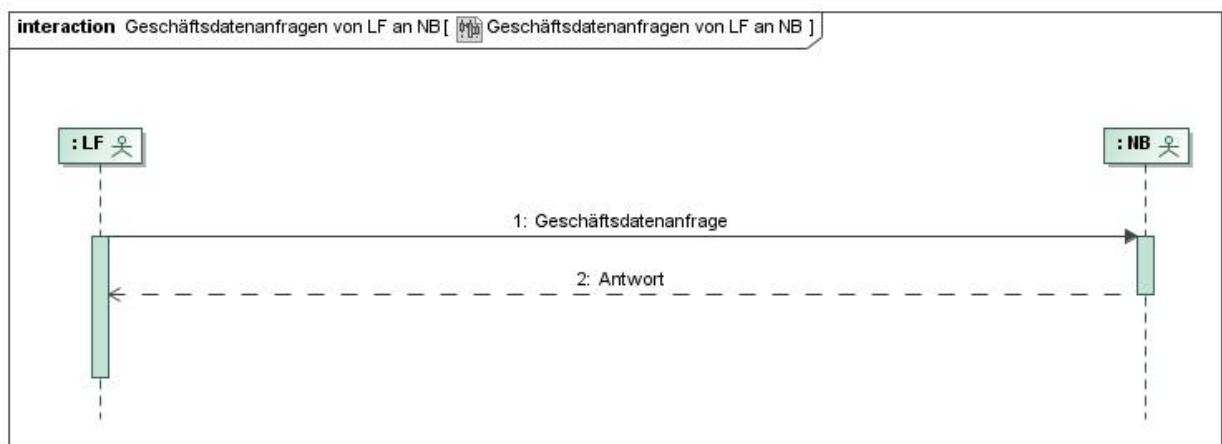 interaction Geschäftsdatenanfragen von LF an NB[ Geschäftsdatenanfragen von LF an NB ]
: LF
: NB
1: Geschäftsdatenanfrage
2: Antwort